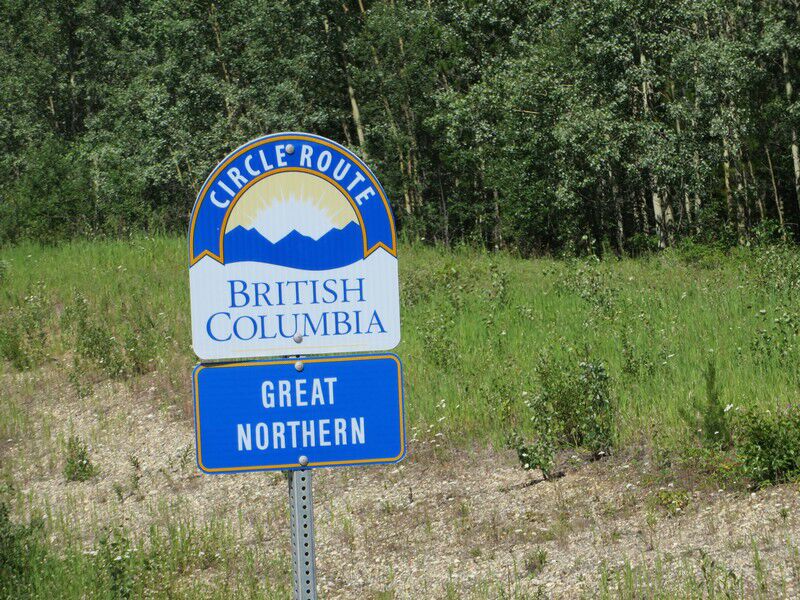 CIRCLE ROUTE
BRITISH
COLUMBIA
GREAT
NORTHERN